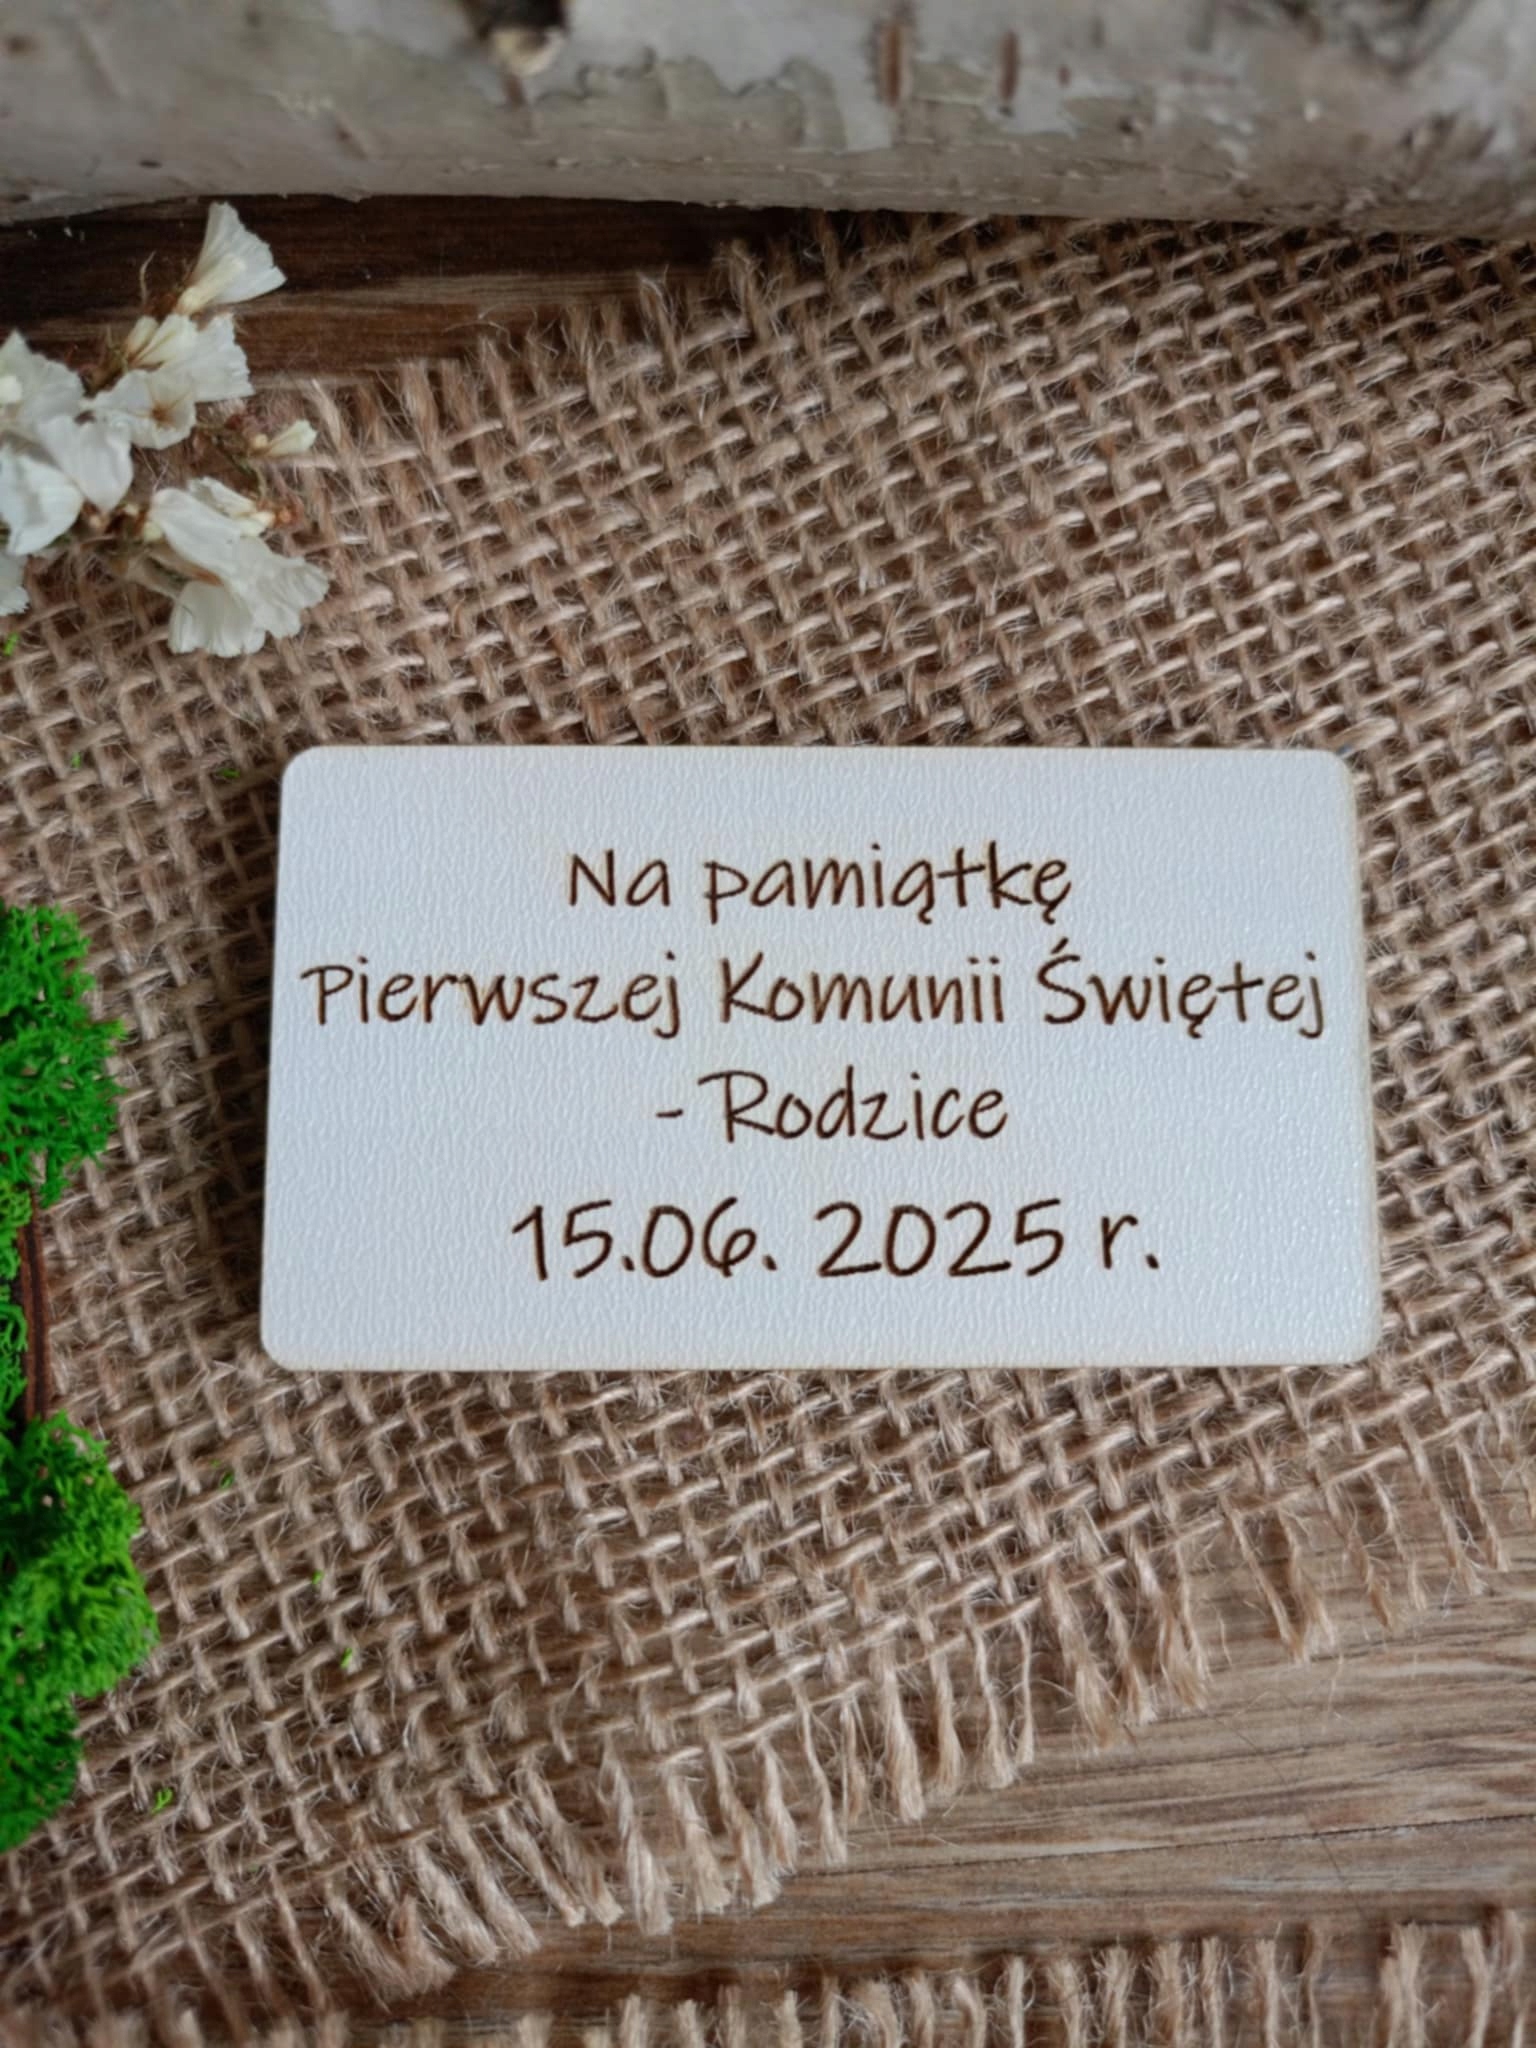 Na pamiątkę
Pierwszej Komunii Świętej
- Rodzice
15.06. 2025 r.